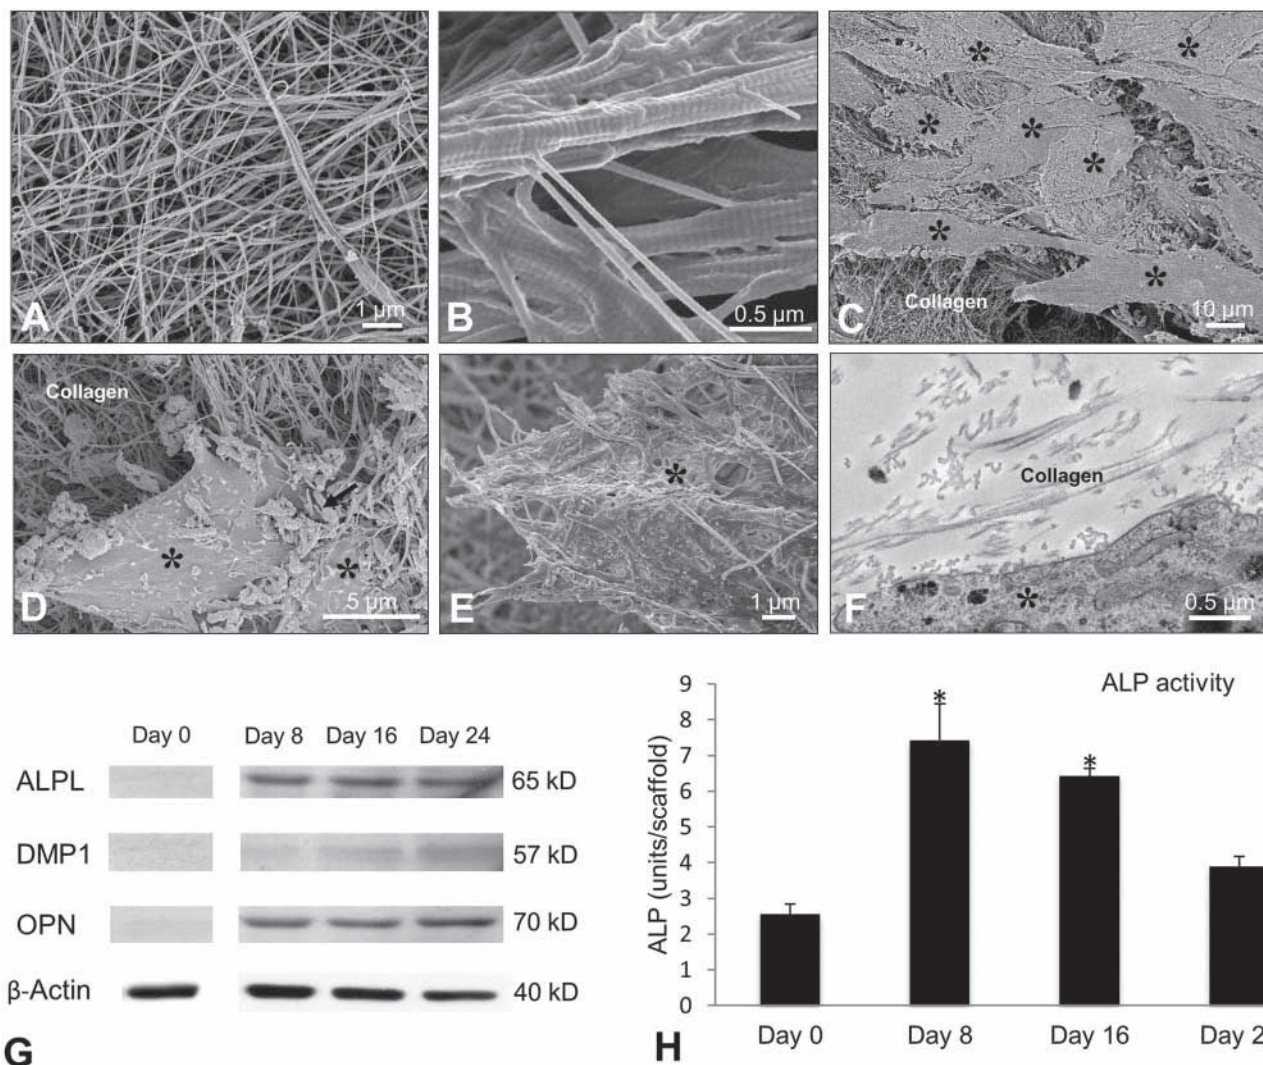 A
1 µm
B
0.5 µm
*
*
*
*
*
*
*
Collagen
C
10 µm
Collagen
*
*
D
5 µm
*
E
1 µm
Collagen
*
F
0.5 µm
Day 0 Day 8 Day 16 Day 24
ALPL 65 kD
DMP1 57 kD
OPN 70 kD
β-Actin 40 kD
G
ALP activity
ALP (units/scaffold)
9
8
7
6
5
4
3
2
1
0
*
*
Day 0 Day 8 Day 16 Day 2
H